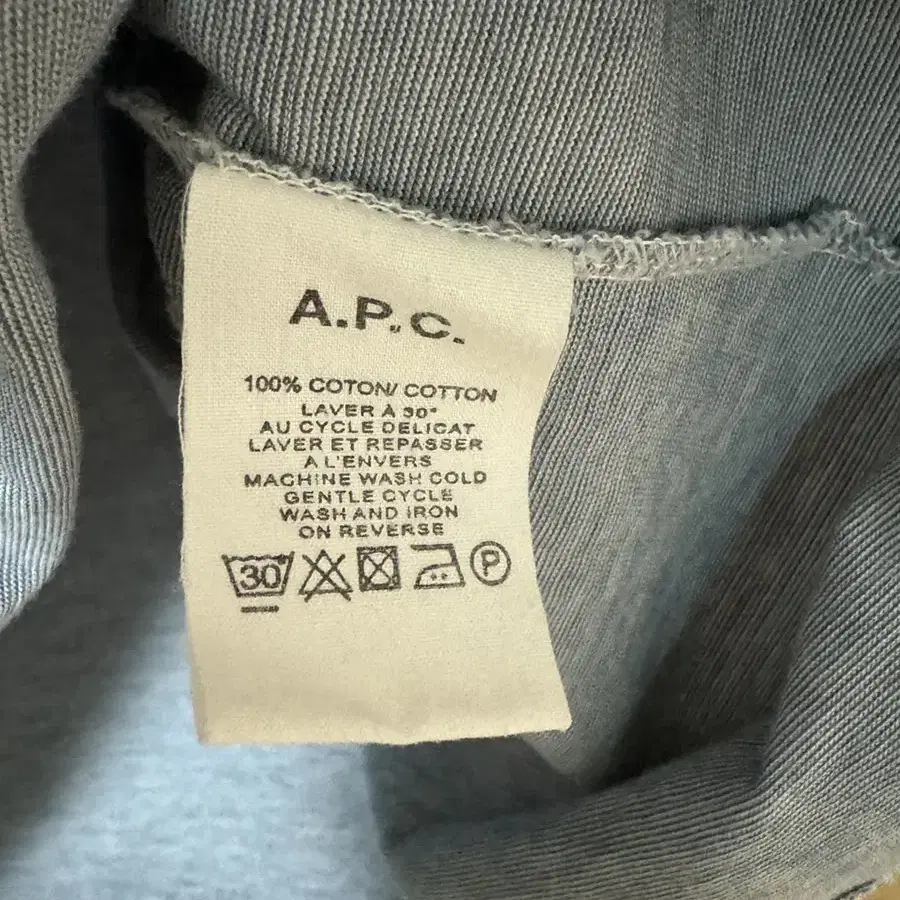 A.P.C.
100% COTON/ COTTON
LAVER À 30°
AU CYCLE DELICAT
LAVER ET REPASSER
A L'ENVERS
MACHINE WASH COLD
GENTLE CYCLE
WASH AND IRON
ON REVERSE
30 P